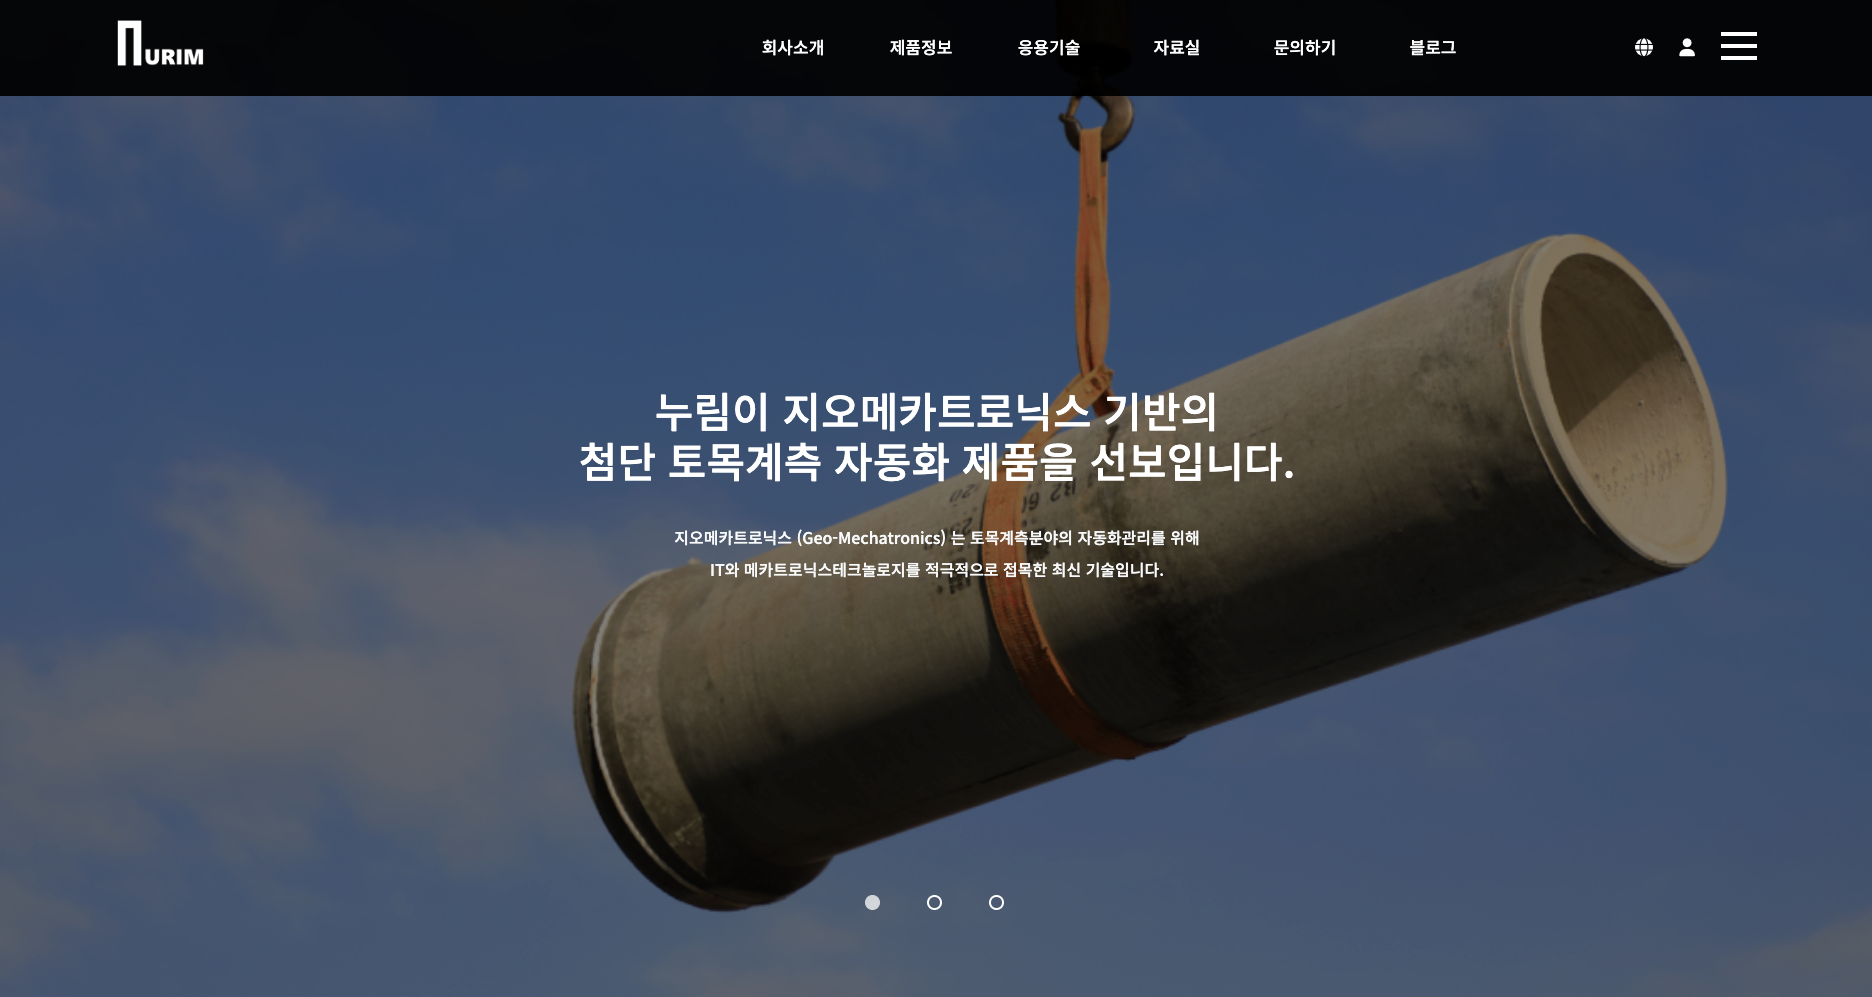 NURIM
회사소개 제품정보 응용기술 자료실 문의하기 블로그
누림이 지오메카트로닉스 기반의
첨단 토목계측 자동화 제품을 선보입니다.
지오메카트로닉스 (Geo-Mechatronics) 는 토목계측분야의 자동화관리를 위해
IT와 메카트로닉스테크놀로지를 적극적으로 접목한 최신 기술입니다.